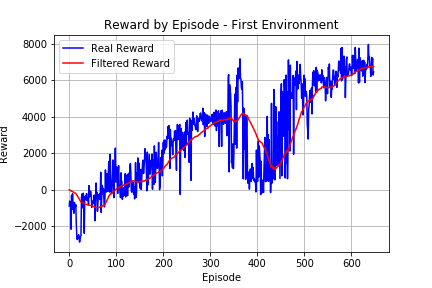 Reward by Episode - First Environment
Real Reward
Filtered Reward
8000
6000
4000
2000
0
−2000
Reward
0 100 200 300 400 500 600
Episode